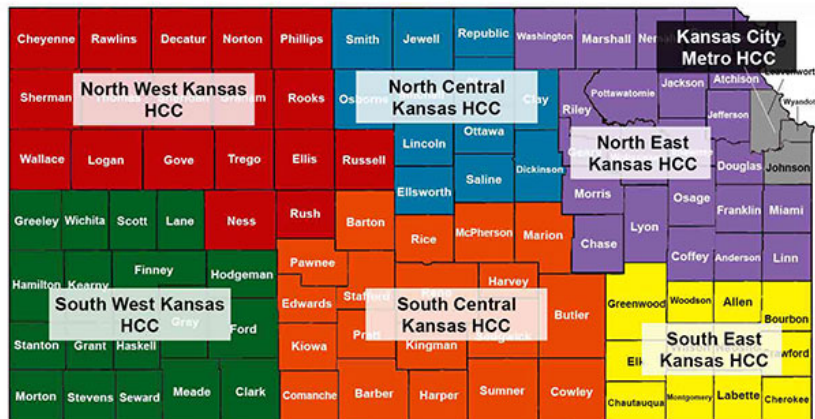 Cheyenne Rawlins Decatur Norton Phillips Smith Jewell Republic Washington Marshall
Kansas City
Metro HCC
Sherman
North West Kansas
HCC
Rooks
North Central
Kansas HCC
Clay
Riley
Pottawatomie
Jackson
Atchison
Jefferson
Wallace Logan Gove Trego Ellis Russell
Lincoln
Ottawa
Saline
Dickinson
Ellsworth
North East
Kansas HCC
Douglas
Johnson
Morris
Osage
Franklin
Miami
Greeley Wichita Scott Lane
Ness
Rush
Barton
Rice
McPherson
Marion
Chase
Lyon
Coffey
Anderson
Linn
Hamilton
Kearny
Finney
Hodgeman
South West Kansas
HCC
Ford
Stanton Grant Haskell
Morton Stevens Seward Meade Clark
Pawnee
Edwards
Stafford
Harvey
South Central
Kansas HCC
Butler
Kiowa
Kingman
Comanche Barber Harper Sumner Cowley
Greenwood
Woodson
Allen
Bourbon
South East
Kansas HCC
Chautauqua
Montgomery
Labette
Cherokee